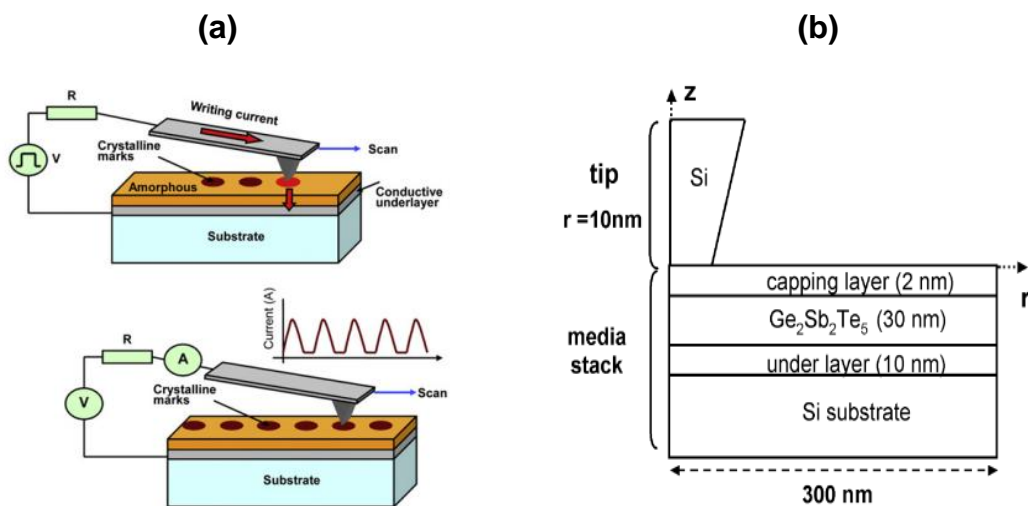 (a)
R
Writing current
Crystalline
marks
Scan
V
Amorphous
Conductive
underlayer
Substrate
Current (A)
R
A
V
Crystalline
marks
Scan
Substrate
(b)
z
Si
tip
r =10nm
r
capping layer (2 nm)
Ge₂Sb₂Te₅ (30 nm)
media
stack
under layer (10 nm)
Si substrate
300 nm